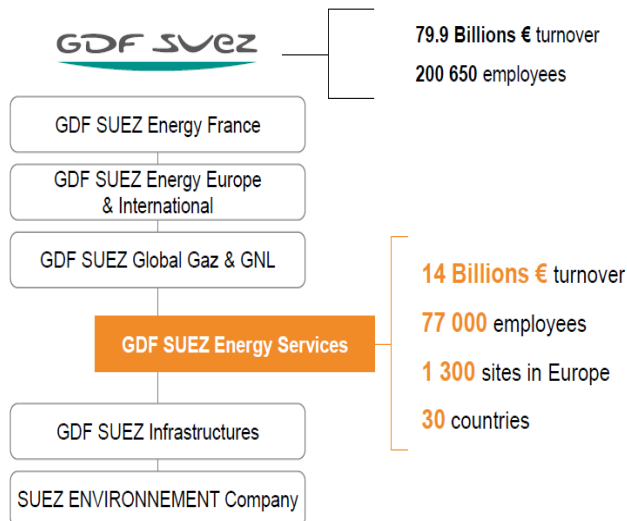 GDF SUEZ
79.9 Billions € turnover
200 650 employees
GDF SUEZ Energy France
GDF SUEZ Energy Europe
& International
GDF SUEZ Global Gaz & GNL
GDF SUEZ Energy Services
14 Billions € turnover
77 000 employees
1 300 sites in Europe
30 countries
GDF SUEZ Infrastructures
SUEZ ENVIRONNEMENT Company